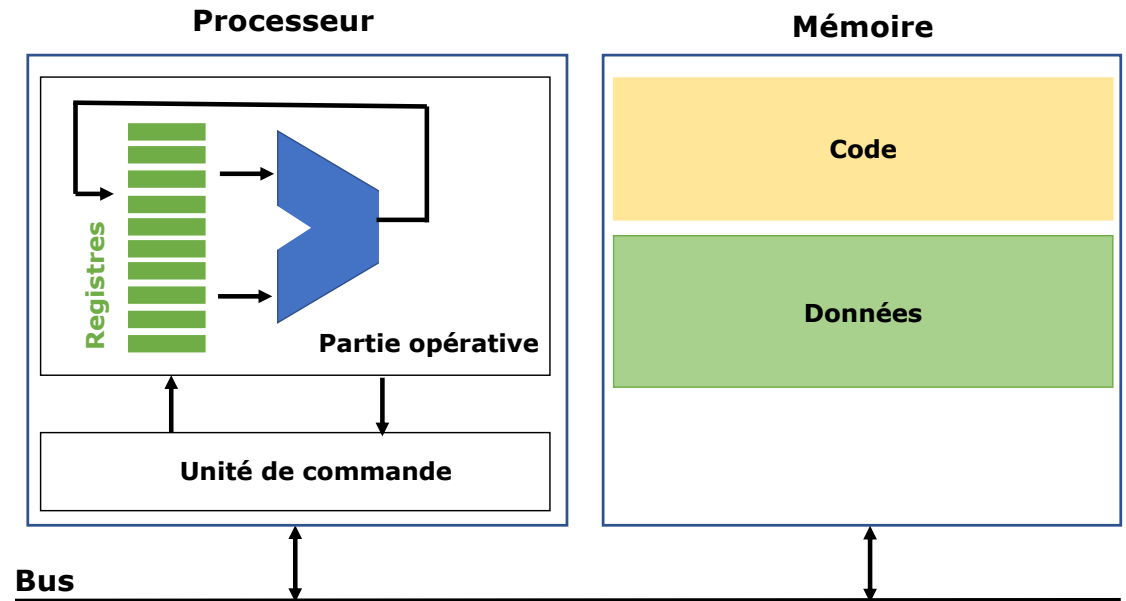 Processeur
Mémoire
Registres
Partie opérative
Unité de commande
Code
Données
Bus